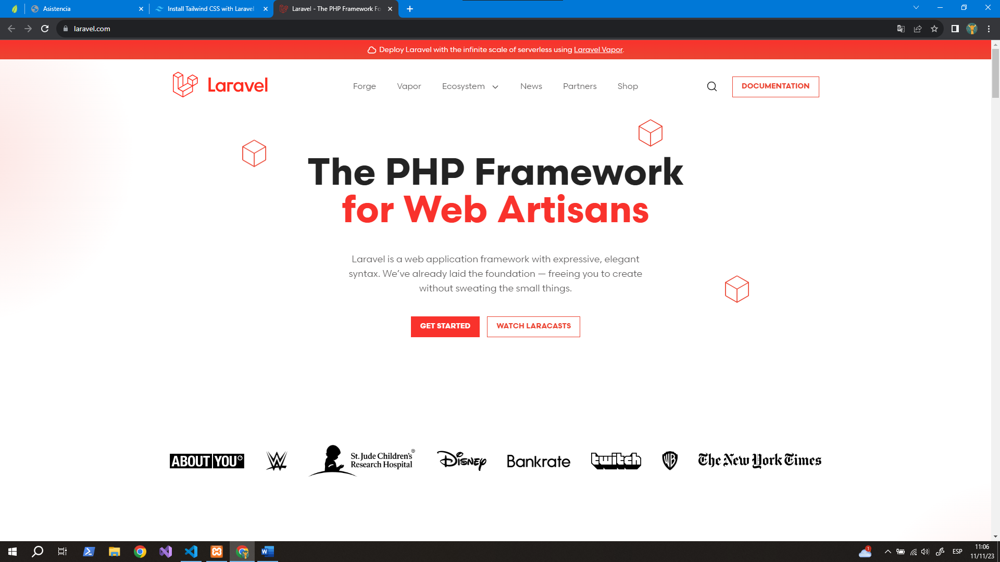 Asistencia
Install Tailwind CSS with Laravel
Laravel - The PHP Framework Fo
laravel.com
Deploy Laravel with the infinite scale of serverless using Laravel Vapor.
Laravel
Forge
Vapor
Ecosystem
News
Partners
Shop
DOCUMENTATION
The PHP Framework
for Web Artisans
Laravel is a web application framework with expressive, elegant
syntax. We’ve already laid the foundation — freeing you to create
without sweating the small things.
GET STARTED
WATCH LARACASTS
ABOUT YOU
W
St. Jude Children's®
Research Hospital
Disney
Bankrate
twitch
WB
The New York Times
W
1
ESP
11:06
11/11/23